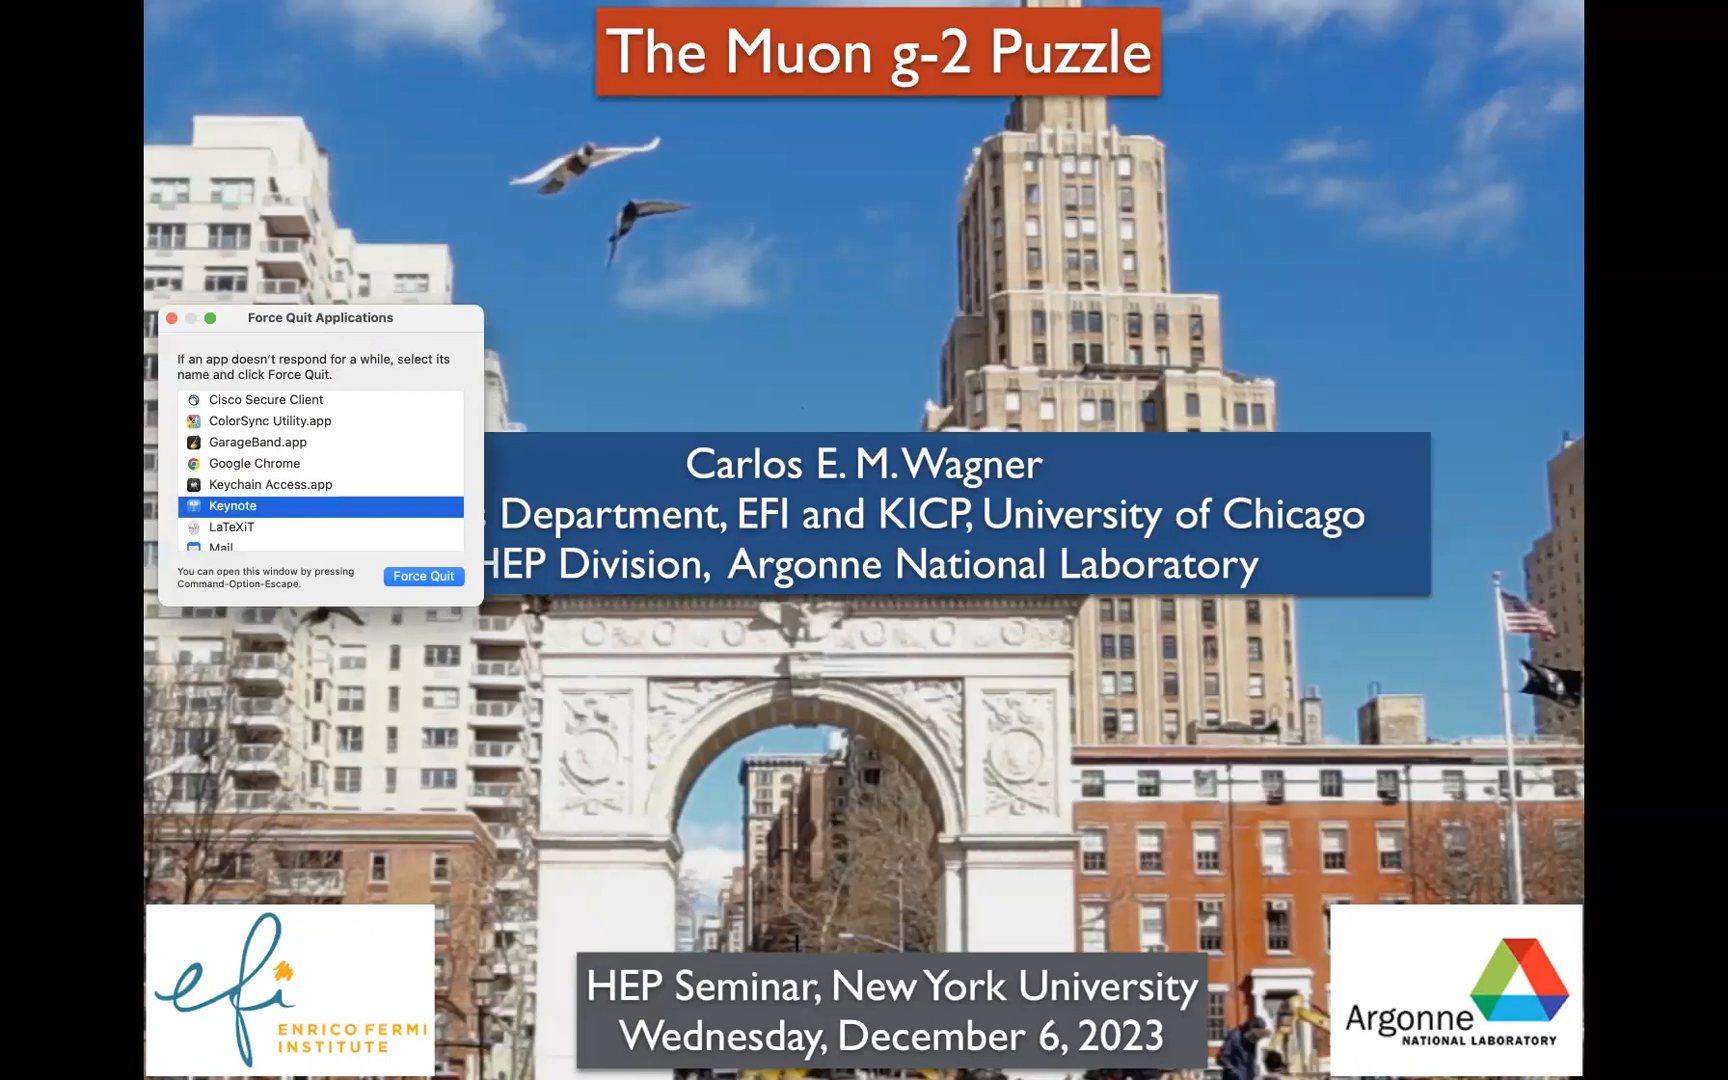 The Muon g-2 Puzzle
Force Quit Applications
If an app doesn't respond for a while, select its
name and click Force Quit.
Cisco Secure Client
ColorSync Utility.app
GarageBand.app
Google Chrome
Keychain Access.app
Keynote
LaTeXiT
Mail
You can open this window by pressing
Command-Option-Escape.
Force Quit
Carlos E. M. Wagner
Department, EFI and KICP, University of Chicago
HEP Division, Argonne National Laboratory
efi
ENRICO FERMI
INSTITUTE
HEP Seminar, New York University
Wednesday, December 6, 2023
Argonne
NATIONAL LABORATORY